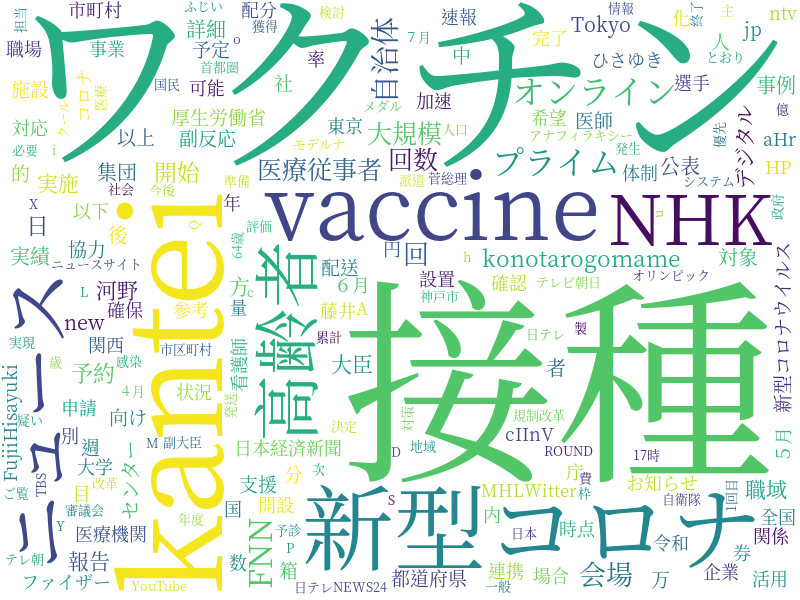 ワクチン
接種
vaccine
NHK
kantei
ニュース
新型コロナ
高齢者
自治体
オンライン
プライム
konotarogomame
大規模
医療従事者
回数
回
会場
FNN
センター
デジタル
Tokyo
市町村
配分
ふじい
獲得
検討
7月
情報
終了
主
ntv
担当
職場
事業
詳細
予定
o
首都圏
速報
中
完了
ひさゆき
化
人
jp
とおり
施設
コロナ
医療
クール
国民
可能
社
率
メダル
加速
選手
事例
億
対応
必要
i
以上
厚生労働省
副反応
東京
モデルナ
人口
希望
アナフィラキシー
医師
発生
優先
aHr
的
実施
集団
開始
社会
今後
準備
派遣
菅総理
体制
公表
システム
HP
x
日
以下
後
年
Q
評価
64歳
円
u
政府
実績
協力
ニュースサイト
L
参考
方
c
量
配送
6月
h
設置
神戸市
確認
テレビ朝日
オリンピック
対象
河野
確保
new
関西
市区町村
看護師
藤井A
累計
日テレ
製
大臣
者
新型コロナウイルス
実現
歳
感染
予約
4月
状況
発送
決定
対策
規制改革
cIInV
5月
FujiiHisayuki
疑い
申請
向け
別
週
M
副大臣
日本経済新聞
地域
D
ROUND
17時
TBS
改革
大学
ご覧
審議会
目
支援
分
次
庁
費
枠
MHLWitter
お知らせ
自衛隊
1回目
職域
Y
医療機関
年度
国
開設
s
内
時点
日本
全国
テレ朝
報告
数
予診
P
箱
令和
券
関係
ファイザー
YouTube
日テレNEWS24
都道府県
連携
一般
場合
万
企業
活用